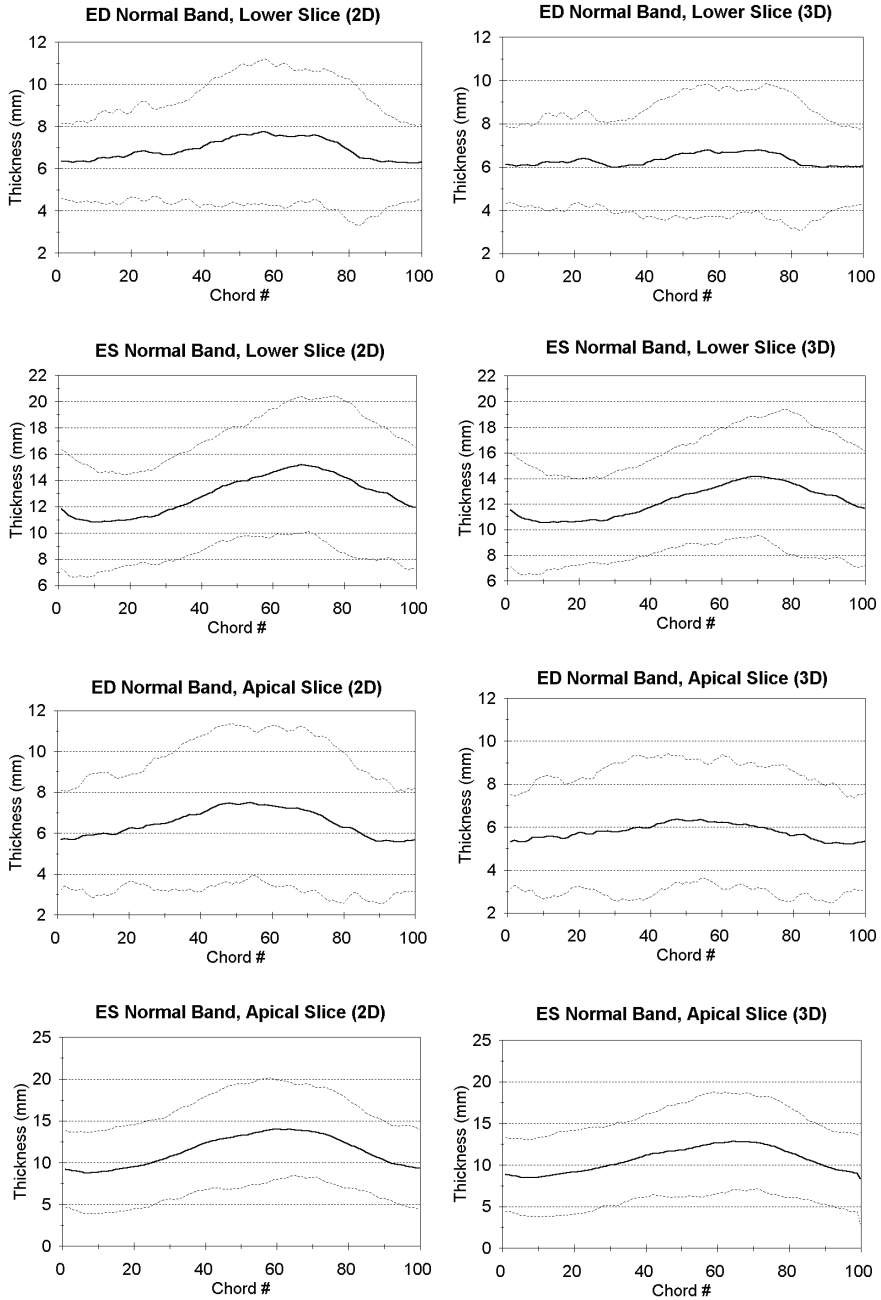 ED Normal Band, Lower Slice (2D)
Thickness (mm)
12
10
8
6
4
2
0 20 40 60 80 100
Chord #
ED Normal Band, Lower Slice (3D)
Thickness (mm)
12
10
8
6
4
2
0 20 40 60 80 100
Chord #
ES Normal Band, Lower Slice (2D)
Thickness (mm)
22
20
18
16
14
12
10
8
6
0 20 40 60 80 100
Chord #
ES Normal Band, Lower Slice (3D)
Thickness (mm)
22
20
18
16
14
12
10
8
6
0 20 40 60 80 100
Chord #
ED Normal Band, Apical Slice (2D)
Thickness (mm)
12
10
8
6
4
2
0 20 40 60 80 100
Chord #
ED Normal Band, Apical Slice (3D)
Thickness (mm)
12
10
8
6
4
2
0 20 40 60 80 100
Chord #
ES Normal Band, Apical Slice (2D)
Thickness (mm)
25
20
15
10
5
0
0 20 40 60 80 100
Chord #
ES Normal Band, Apical Slice (3D)
Thickness (mm)
25
20
15
10
5
0
0 20 40 60 80 100
Chord #